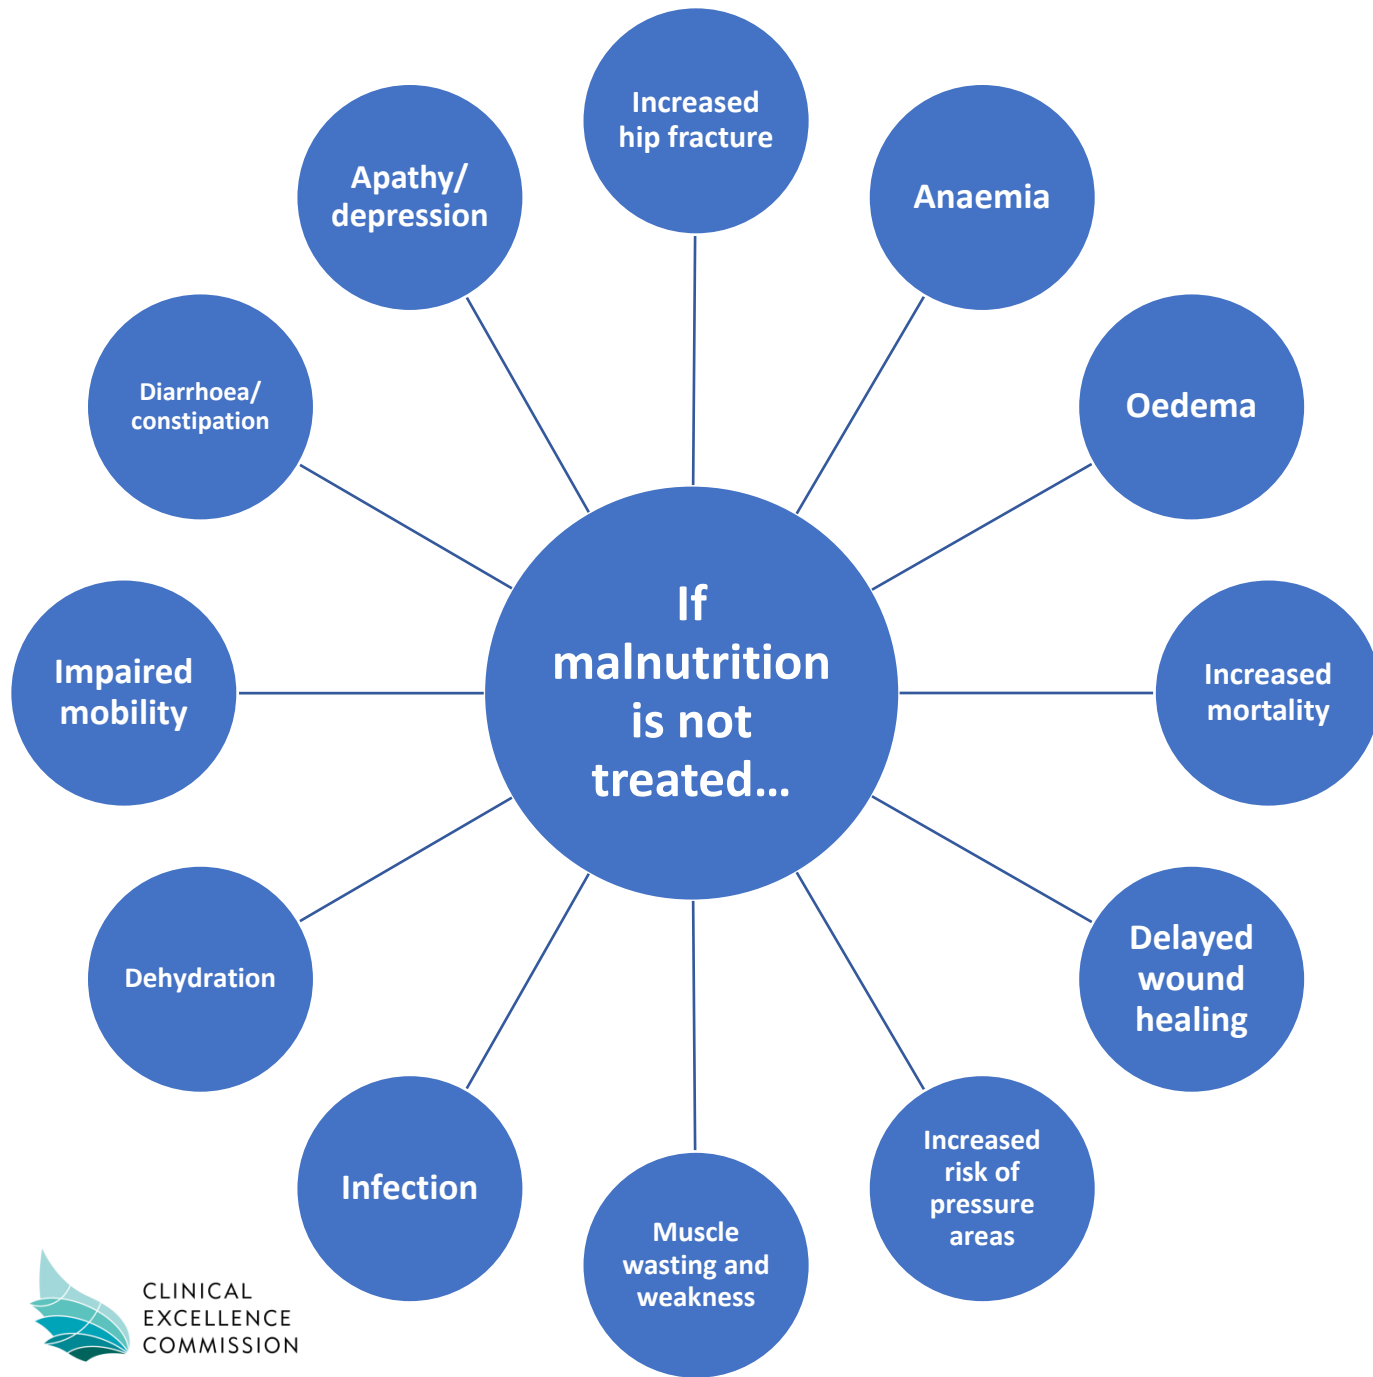 Increased
hip fracture
Anaemia
Oedema
Increased
mortality
Delayed
wound
healing
Increased
risk of
pressure
areas
Muscle
wasting and
weakness
Infection
Dehydration
Impaired
mobility
Diarrhoea/
constipation
Apathy/
depression
If
malnutrition
is not
treated...
CLINICAL
EXCELLENCE
COMMISSION